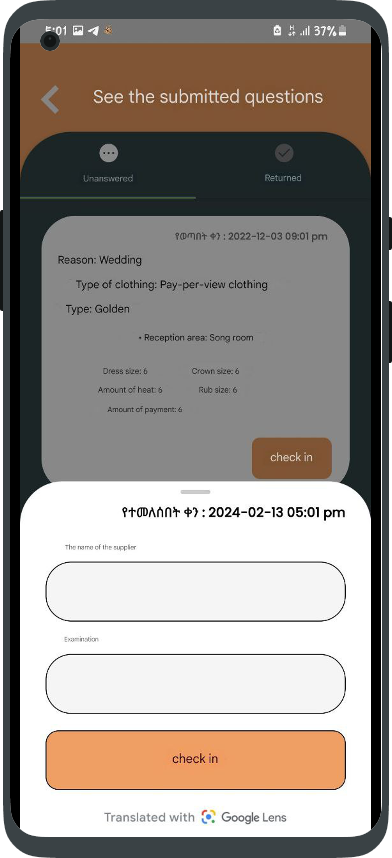 5:01
37%
See the submitted questions
Unanswered
Returned
የወጣበት ቀን : 2022-12-03 09:01 pm
Reason: Wedding
Type of clothing: Pay-per-view clothing
Type: Golden
• Reception area: Song room
Dress size: 6
Crown size: 6
Amount of heat: 6
Rub size: 6
Amount of payment: 6
check in
የተመለሰበት ቀን : 2024-02-13 05:01 pm
The name of the supplier
Examination
check in
Translated with Google Lens